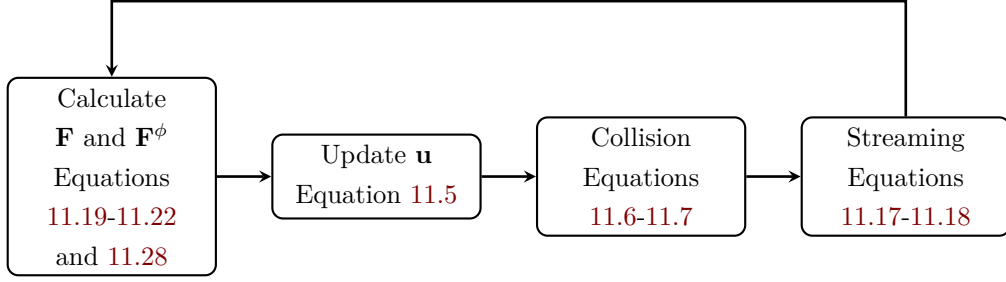 Calculate
𝐅 and 𝐅^ϕ
Equations
11.19-11.22
and 11.28
Update 𝐮
Equation 11.5
Collision
Equations
11.6-11.7
Streaming
Equations
11.17-11.18